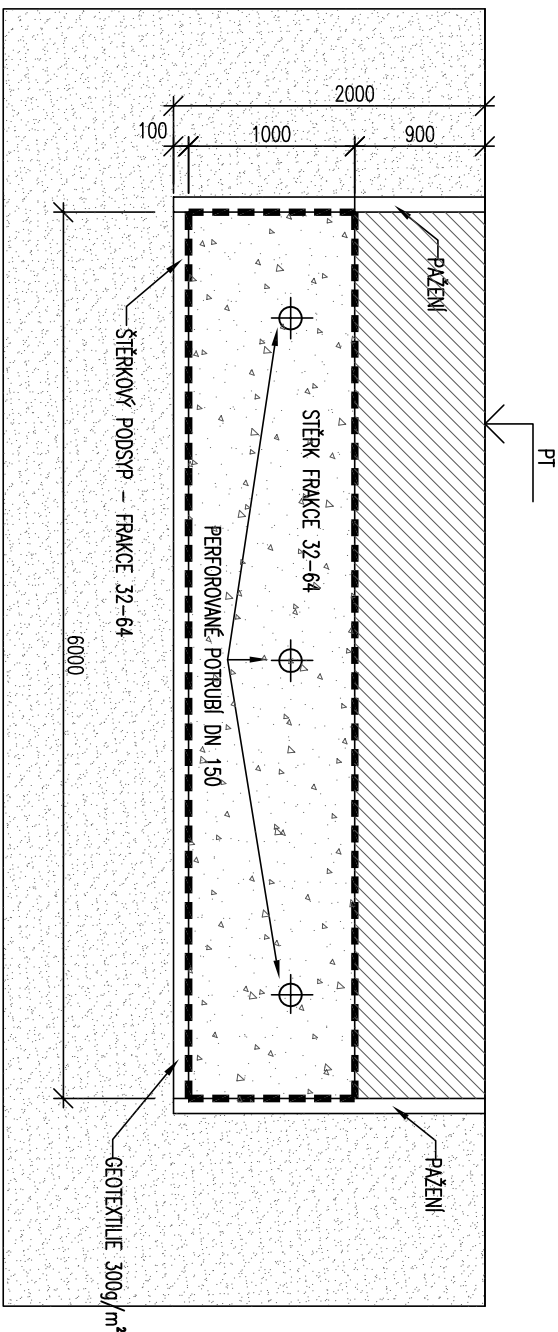 PT
PAŽENÍ
PAŽENÍ
2000
900
1000
100
STĚRK FRAKCE 32-64
PERFOROVANÉ POTRUBÍ DN 150
ŠTĚRKOVÝ PODSYP - FRAKCE 32-64
GEOTEXTILIE 300g/m²
6000